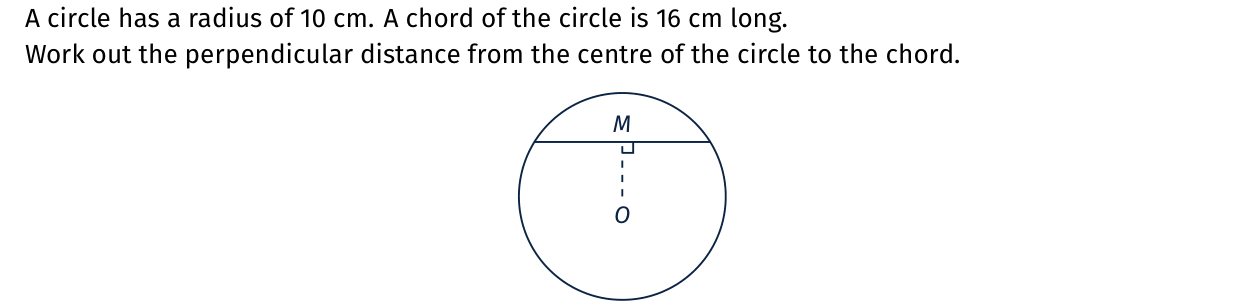 A circle has a radius of 10 cm. A chord of the circle is 16 cm long.
Work out the perpendicular distance from the centre of the circle to the chord.
M
O